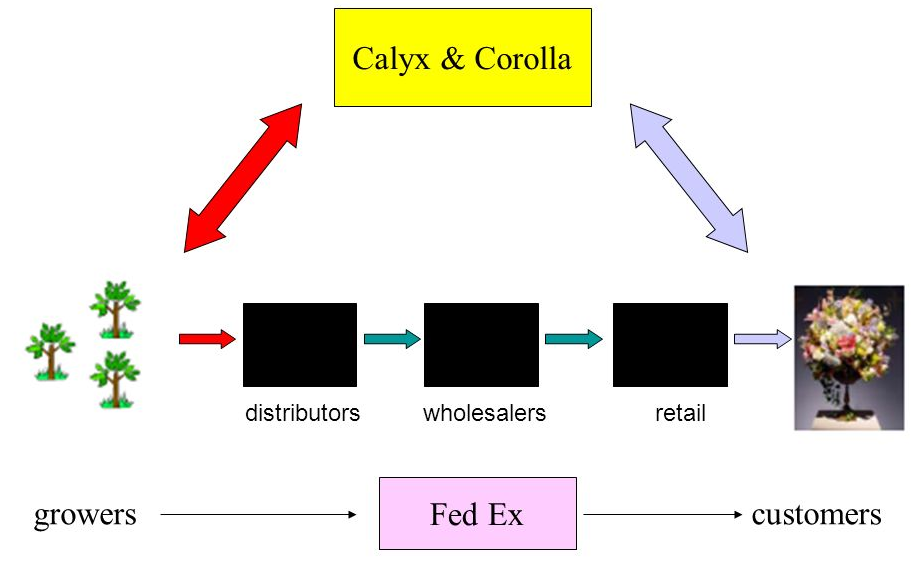 Calyx & Corolla
distributors
wholesalers
retail
growers
Fed Ex
customers